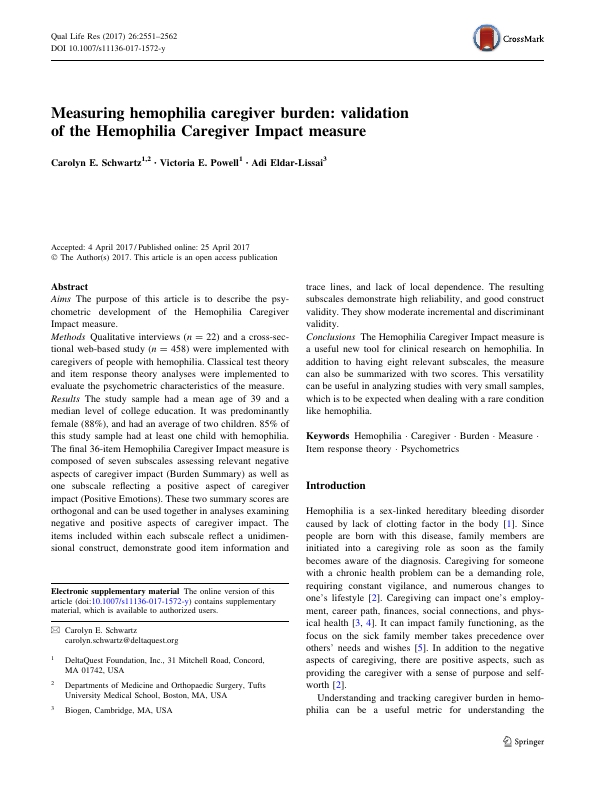 Qual Life Res (2017) 26:2551–2562
DOI 10.1007/s11136-017-1572-y
CrossMark
Measuring hemophilia caregiver burden: validation
of the Hemophilia Caregiver Impact measure
Carolyn E. Schwartz1,2 · Victoria E. Powell1 · Adi Eldar-Lissai3
Accepted: 4 April 2017 / Published online: 25 April 2017
© The Author(s) 2017. This article is an open access publication
Abstract
Aims The purpose of this article is to describe the psy-
chometric development of the Hemophilia Caregiver
Impact measure.
Methods Qualitative interviews (n = 22) and a cross-sec-
tional web-based study (n = 458) were implemented with
caregivers of people with hemophilia. Classical test theory
and item response theory analyses were implemented to
evaluate the psychometric characteristics of the measure.
Results The study sample had a mean age of 39 and a
median level of college education. It was predominantly
female (88%), and had an average of two children. 85% of
this study sample had at least one child with hemophilia.
The final 36-item Hemophilia Caregiver Impact measure is
composed of seven subscales assessing relevant negative
aspects of caregiver impact (Burden Summary) as well as
one subscale reflecting a positive aspect of caregiver
impact (Positive Emotions). These two summary scores are
orthogonal and can be used together in analyses examining
negative and positive aspects of caregiver impact. The
items included within each subscale reflect a unidimen-
sional construct, demonstrate good item information and
trace lines, and lack of local dependence. The resulting
subscales demonstrate high reliability, and good construct
validity. They show moderate incremental and discriminant
validity.
Conclusions The Hemophilia Caregiver Impact measure is
a useful new tool for clinical research on hemophilia. In
addition to having eight relevant subscales, the measure
can also be summarized with two scores. This versatility
can be useful in analyzing studies with very small samples,
which is to be expected when dealing with a rare condition
like hemophilia.
Keywords Hemophilia · Caregiver · Burden · Measure ·
Item response theory · Psychometrics
Introduction
Hemophilia is a sex-linked hereditary bleeding disorder
caused by lack of clotting factor in the body [1]. Since
people are born with this disease, family members are
initiated into a caregiving role as soon as the family
becomes aware of the diagnosis. Caregiving for someone
with a chronic health problem can be a demanding role,
requiring constant vigilance, and numerous changes to
one's lifestyle [2]. Caregiving can impact one's employ-
ment, career path, finances, social connections, and phys-
ical health [3, 4]. It can impact family functioning, as the
focus on the sick family member takes precedence over
others' needs and wishes [5]. In addition to the negative
aspects of caregiving, there are positive aspects, such as
providing the caregiver with a sense of purpose and self-
worth [2].
Understanding and tracking caregiver burden in hemo-
philia can be a useful metric for understanding the
Electronic supplementary material The online version of this
article (doi:10.1007/s11136-017-1572-y) contains supplementary
material, which is available to authorized users.
Carolyn E. Schwartz
carolyn.schwartz@deltaquest.org
1 DeltaQuest Foundation, Inc., 31 Mitchell Road, Concord,
MA 01742, USA
2 Departments of Medicine and Orthopaedic Surgery, Tufts
University Medical School, Boston, MA, USA
3 Biogen, Cambridge, MA, USA
Springer